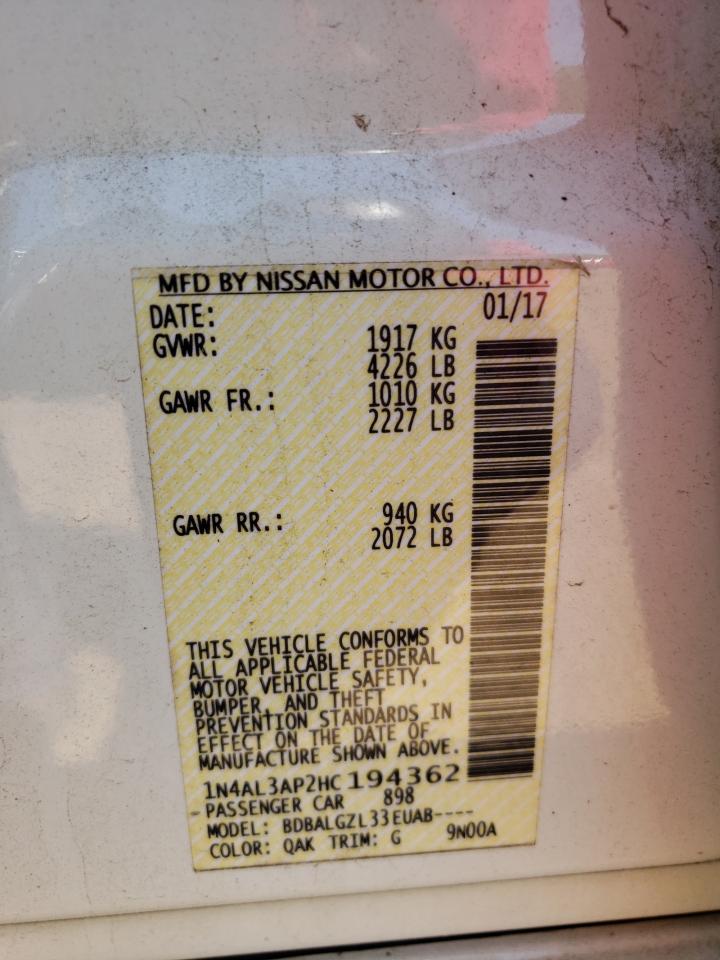 MFD BY NISSAN MOTOR CO., LTD.
DATE: 01/17
GVWR: 1917 KG
4226 LB
GAWR FR.: 1010 KG
2227 LB
GAWR RR.: 940 KG
2072 LB
THIS VEHICLE CONFORMS TO
ALL APPLICABLE FEDERAL
MOTOR VEHICLE SAFETY,
BUMPER, AND THEFT
PREVENTION STANDARDS IN
EFFECT ON THE DATE OF
MANUFACTURE SHOWN ABOVE.
1N4AL3AP2HC194362
PASSENGER CAR 898
MODEL: BDBALGZL33EUAB----
COLOR: QAK TRIM: G 9N00A